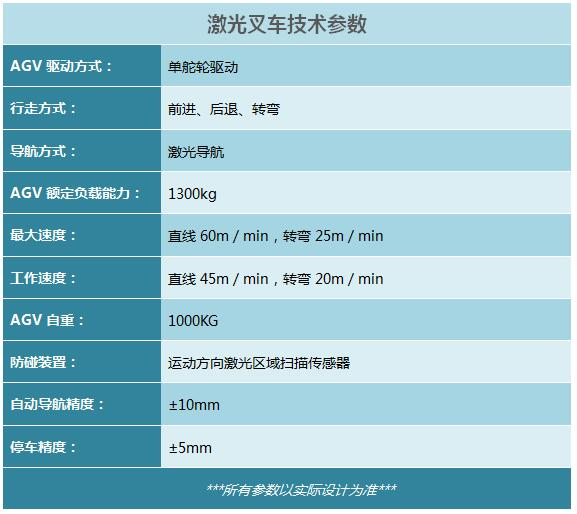 激光叉车技术参数
AGV 驱动方式： 单舵轮驱动
行走方式： 前进、后退、转弯
导航方式： 激光导航
AGV 额定负载能力： 1300kg
最大速度： 直线 60m / min，转弯 25m / min
工作速度： 直线 45m / min，转弯 20m / min
AGV 自重： 1000KG
防碰装置： 运动方向激光区域扫描传感器
自动导航精度： ±10mm
停车精度： ±5mm
***所有参数以实际设计为准***